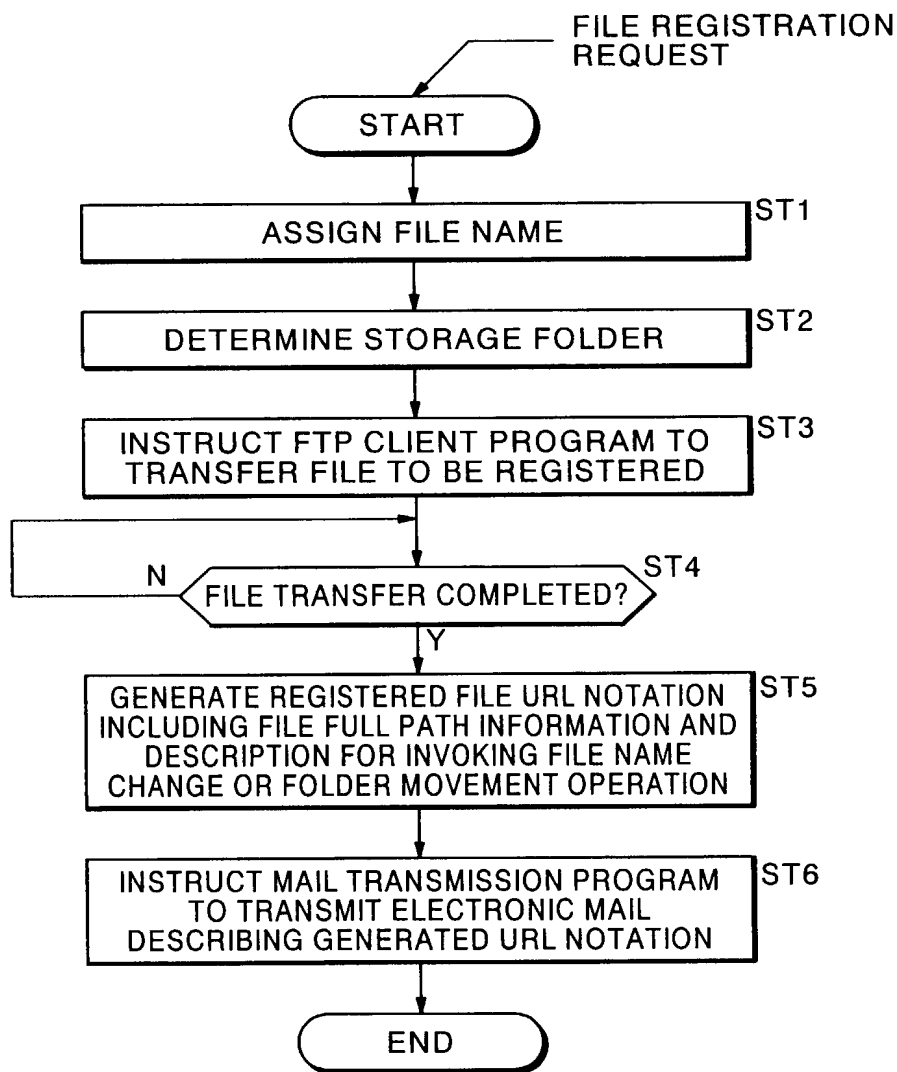 FILE REGISTRATION
REQUEST
START
ST1
ASSIGN FILE NAME
ST2
DETERMINE STORAGE FOLDER
ST3
INSTRUCT FTP CLIENT PROGRAM TO
TRANSFER FILE TO BE REGISTERED
ST4
N
FILE TRANSFER COMPLETED?
Y
ST5
GENERATE REGISTERED FILE URL NOTATION
INCLUDING FILE FULL PATH INFORMATION AND
DESCRIPTION FOR INVOKING FILE NAME
CHANGE OR FOLDER MOVEMENT OPERATION
ST6
INSTRUCT MAIL TRANSMISSION PROGRAM
TO TRANSMIT ELECTRONIC MAIL
DESCRIBING GENERATED URL NOTATION
END